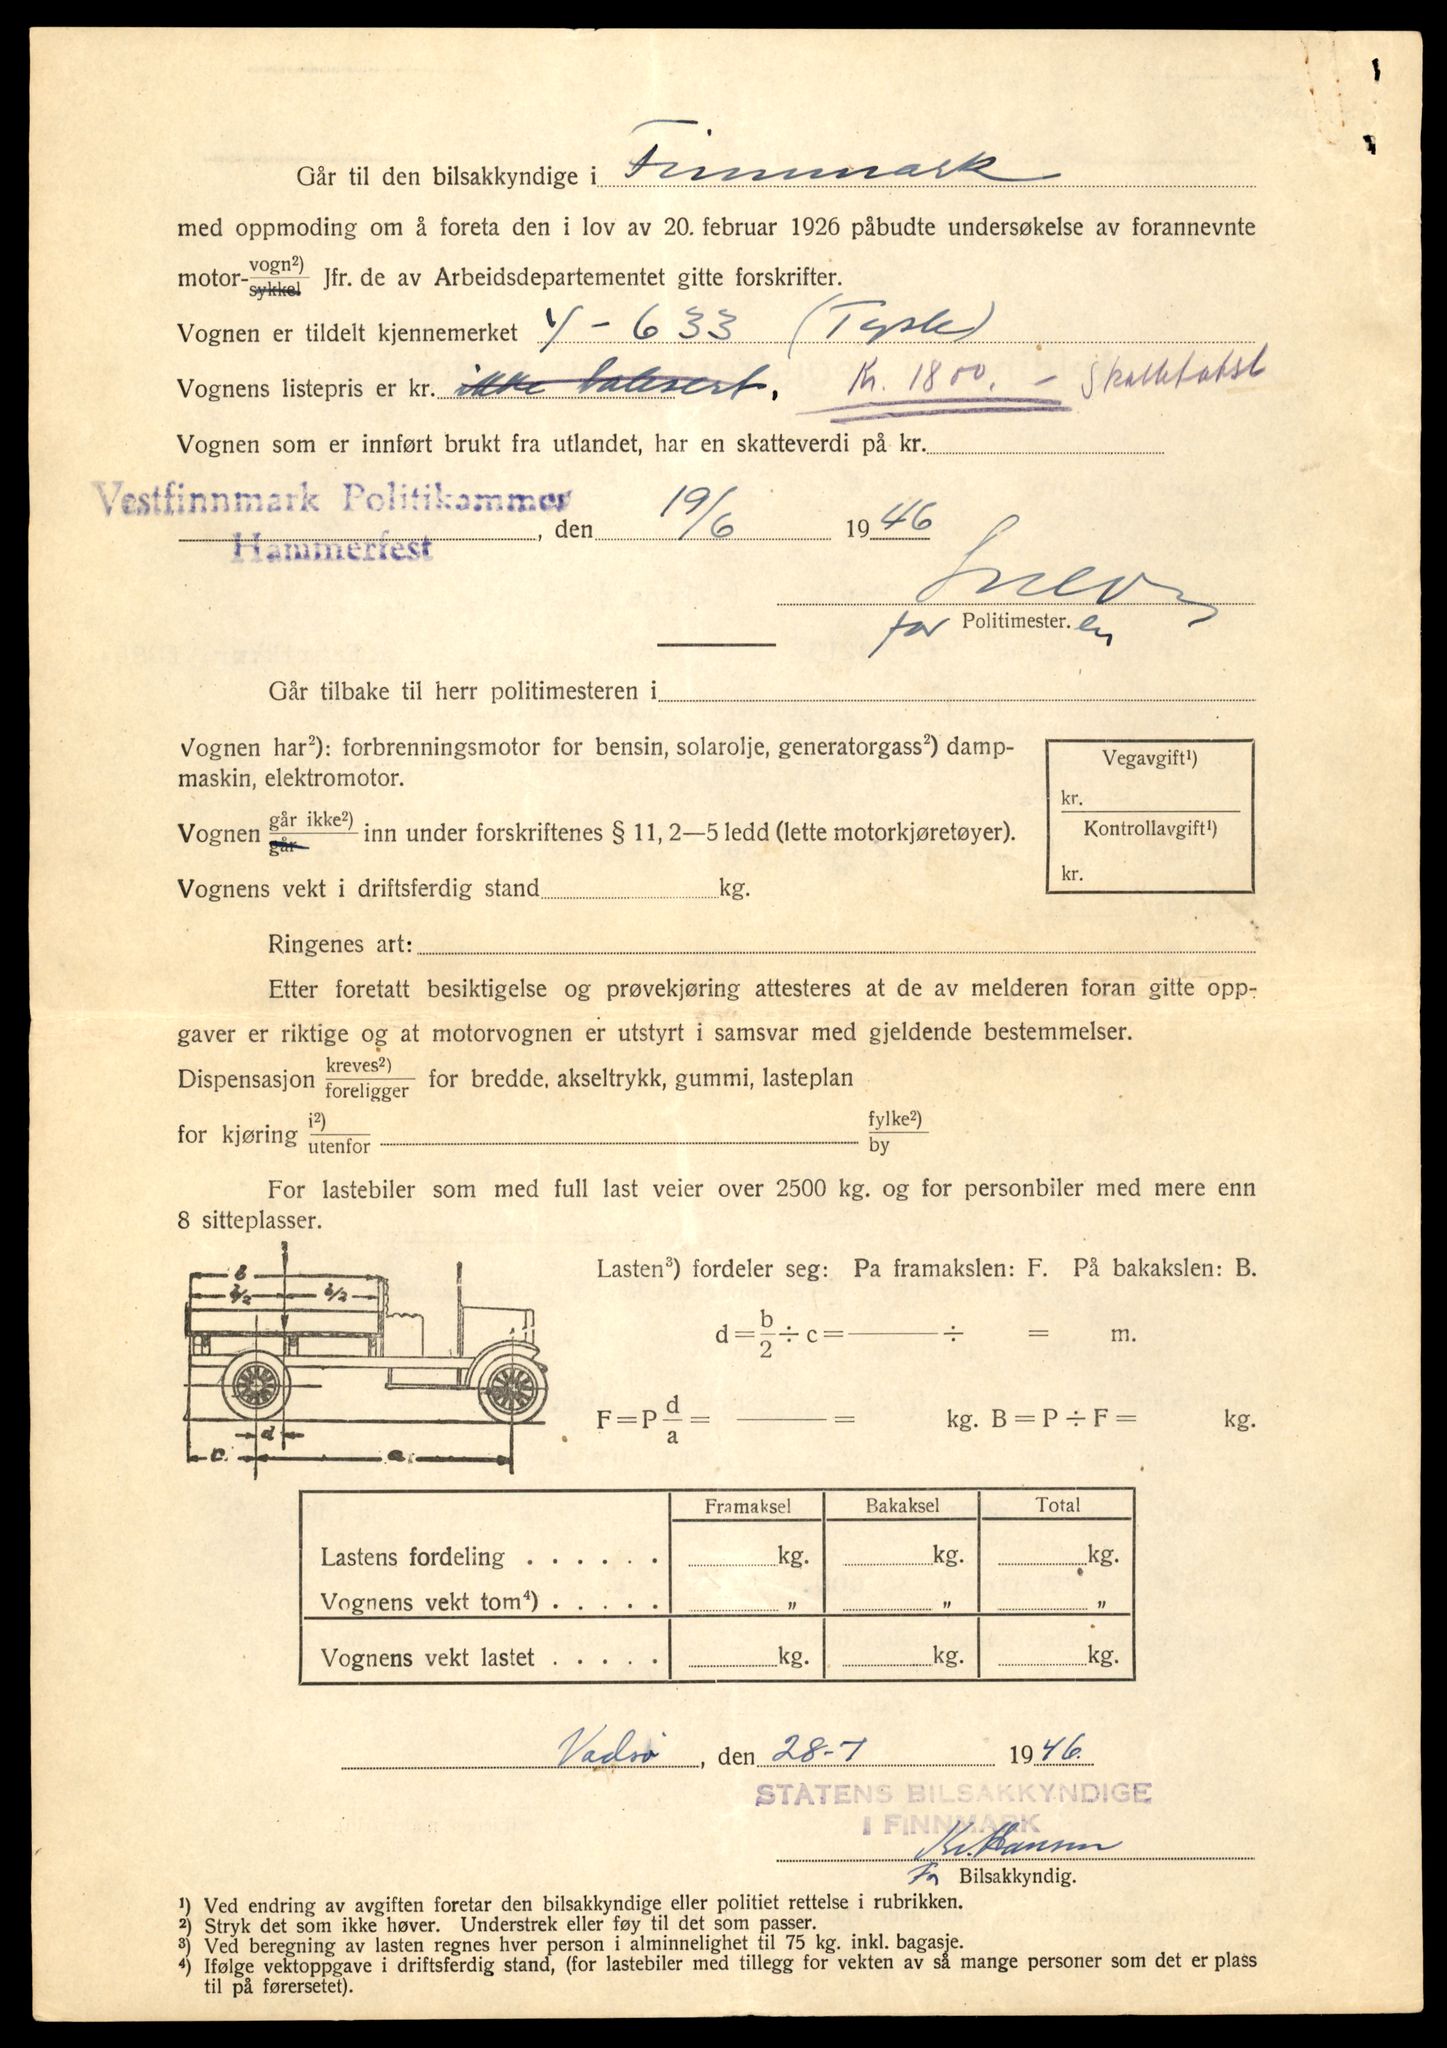 Går til den bilsakkyndige i Finnmark
med oppmoding om å foreta den i lov av 20. februar 1926 påbudte undersøkelse av forannevnte
motor- vogn²) / sykkel Jfr. de av Arbeidsdepartementet gitte forskrifter.
Vognen er tildelt kjennemerket Y-633 (Tysk)
Vognens listepris er kr. ikke Kr. 1800. -
Vognen som er innført brukt fra utlandet, har en skatteverdi på kr.
Vestfinnmark Politikammer
Hammerfest
, den 19/6 1946
for Politimester.en
Går tilbake til herr politimesteren i
Vognen har²): forbrenningsmotor for bensin, solarolje, generatorgass²) damp-
maskin, elektromotor.
Vegavgift¹)
kr.
Kontrollavgift¹)
kr.
Vognen går ikke²) / går inn under forskriftenes § 11, 2—5 ledd (lette motorkjøretøyer).
Vognens vekt i driftsferdig stand kg.
Ringenes art:
Etter foretatt besiktigelse og prøvekjøring attesteres at de av melderen foran gitte opp-
gaver er riktige og at motorvognen er utstyrt i samsvar med gjeldende bestemmelser.
Dispensasjon kreves²) / foreligger for bredde, akseltrykk, gummi, lasteplan
for kjøring i²) / utenfor fylke²) / by
For lastebiler som med full last veier over 2500 kg. og for personbiler med mere enn
8 sitteplasser.
b
b/2 b/2
d
c. a.
Lasten³) fordeler seg: Pa framakslen: F. På bakakslen: B.
d = b/2 ÷ c = —— ÷ = m.
F = P d/a = —— = kg. B = P ÷ F = kg.
Framaksel Bakaksel Total
Lastens fordeling . . . . . . kg. kg. kg.
Vognens vekt tom⁴) . . . . . „ „ „
Vognens vekt lastet . . . . . kg. kg. kg.
Vadsø, den 28-7 1946.
STATENS BILSAKKYNDIGE
I FINNMARK
Kr. Hansen
For Bilsakkyndig.
¹) Ved endring av avgiften foretar den bilsakkyndige eller politiet rettelse i rubrikken.
²) Stryk det som ikke høver. Understrek eller føy til det som passer.
³) Ved beregning av lasten regnes hver person i alminnelighet til 75 kg. inkl. bagasje.
⁴) Ifølge vektoppgave i driftsferdig stand, (for lastebiler med tillegg for vekten av så mange personer som det er plass
til på førersetet).